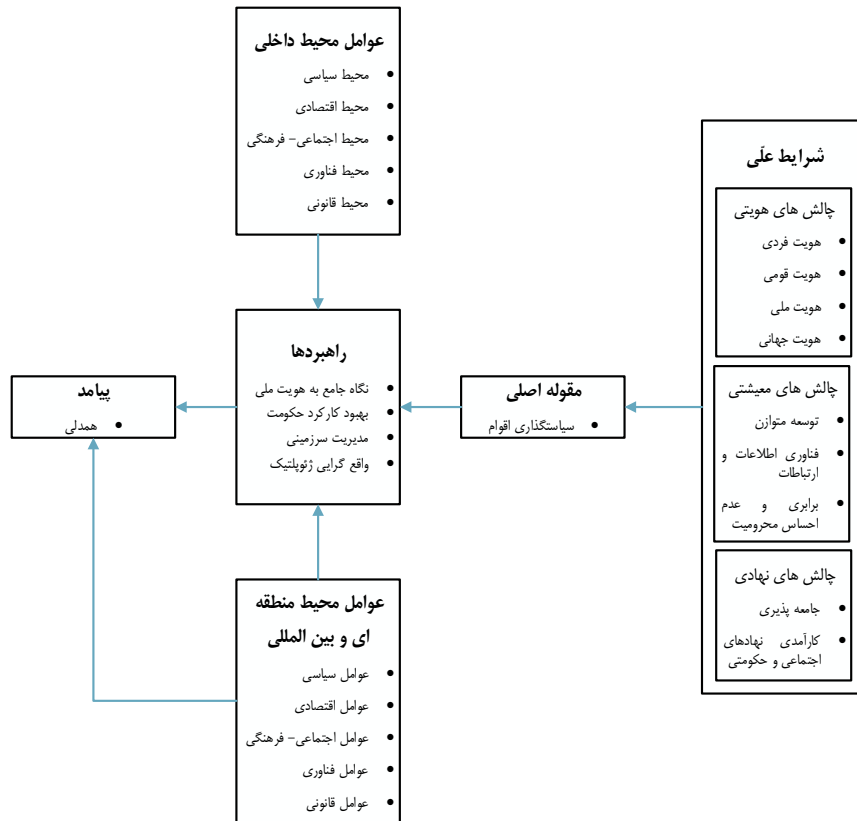 شرایط علّی
چالش های هویتی
• هویت فردی
• هویت قومی
• هویت ملی
• هویت جهانی
چالش های معیشتی
• توسعه متوازن
• فناوری اطلاعات و
ارتباطات
• برابری و عدم
احساس محرومیت
چالش های نهادی
• جامعه پذیری
• کارآمدی نهادهای
اجتماعی و حکومتی
مقوله اصلی
• سیاستگذاری اقوام
عوامل محیط داخلی
• محیط سیاسی
• محیط اقتصادی
• محیط اجتماعی- فرهنگی
• محیط فناوری
• محیط قانونی
راهبردها
• نگاه جامع به هویت ملی
• بهبود کارکرد حکومت
• مدیریت سرزمینی
• واقع گرایی ژئوپلتیک
عوامل محیط منطقه
ای و بین المللی
• عوامل سیاسی
• عوامل اقتصادی
• عوامل اجتماعی- فرهنگی
• عوامل فناوری
• عوامل قانونی
پیامد
• همدلی